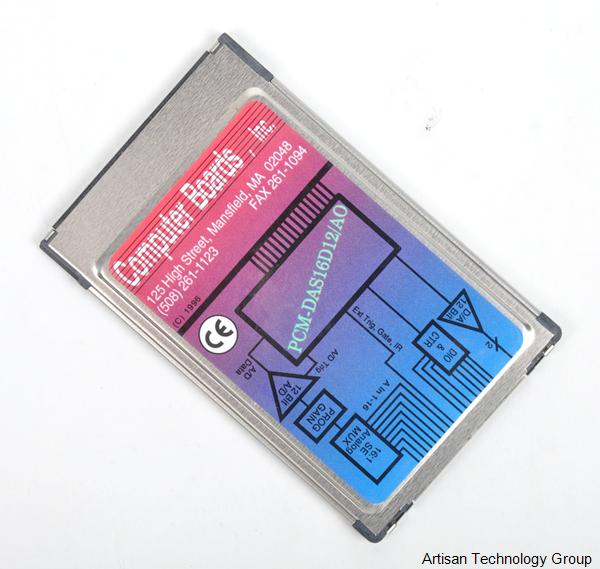 Computer Boards, Inc.
125 High Street, Mansfield, MA 02048
(508) 261-1123 FAX 261-1094
(C) 1996
CE
PCM-DAS16D12/AO
A/D
Data
A/D Trig
Ext Trig, Gate, IR
D/A
12 Bit
2
DIO
&
CTR
12 Bit
A/D
PROG
GAIN
A In 1-16
16:1
SE
Analog
MUX
Artisan Technology Group